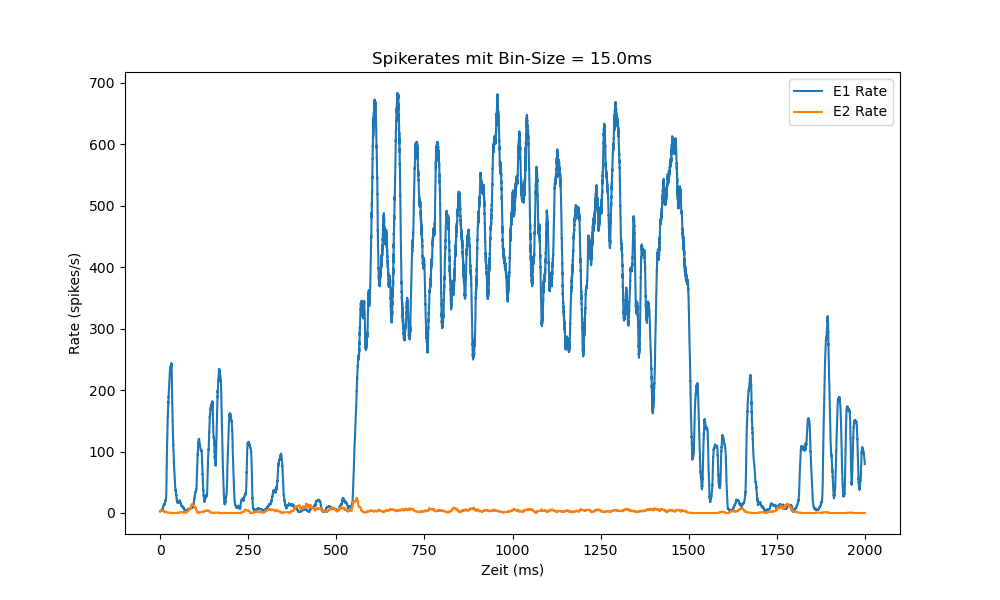 Spikerates mit Bin-Size = 15.0ms
E1 Rate
E2 Rate
Rate (spikes/s)
700
600
500
400
300
200
100
0
0 250 500 750 1000 1250 1500 1750 2000
Zeit (ms)